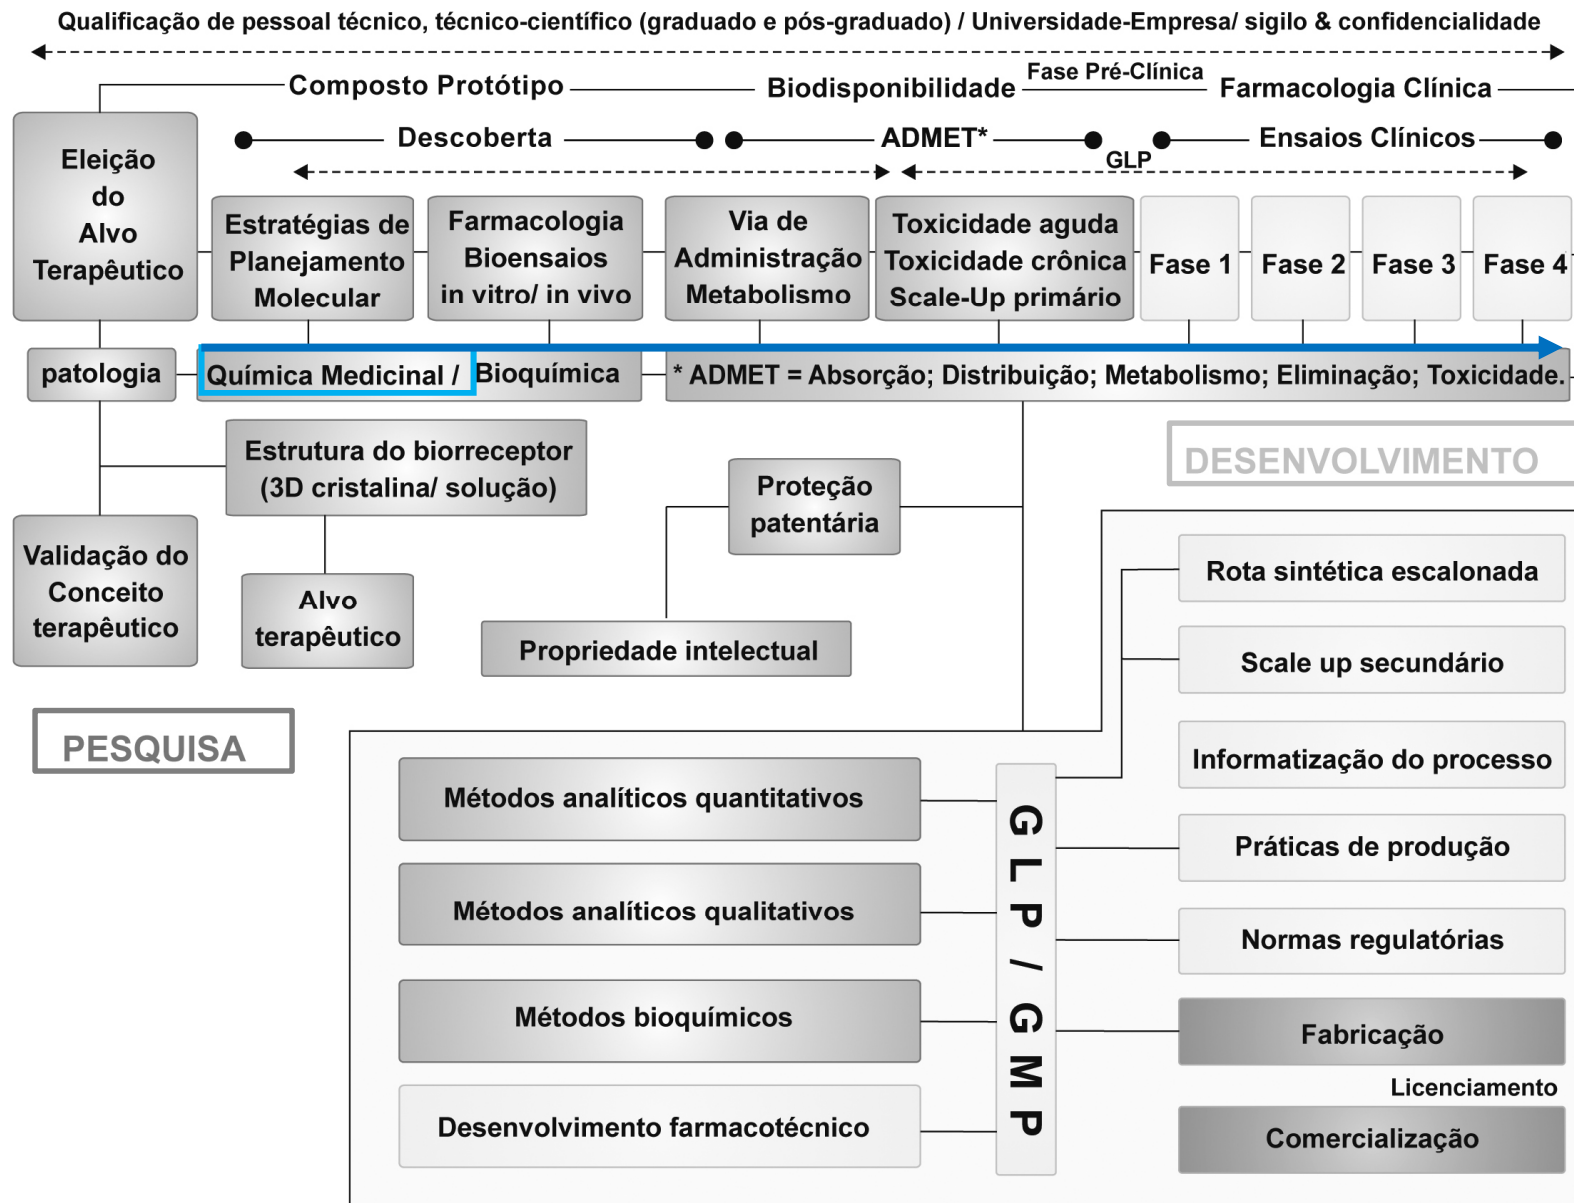 Qualificação de pessoal técnico, técnico-científico (graduado e pós-graduado) / Universidade-Empresa/ sigilo & confidencialidade
Composto Protótipo
Biodisponibilidade
Fase Pré-Clínica
Farmacologia Clínica
Descoberta
ADMET*
GLP
Ensaios Clínicos
Eleição
do
Alvo
Terapêutico
Estratégias de
Planejamento
Molecular
Farmacologia
Bioensaios
in vitro/ in vivo
Via de
Administração
Metabolismo
Toxicidade aguda
Toxicidade crônica
Scale-Up primário
Fase 1
Fase 2
Fase 3
Fase 4
patologia
Química Medicinal / Bioquímica
* ADMET = Absorção; Distribuição; Metabolismo; Eliminação; Toxicidade.
Estrutura do biorreceptor
(3D cristalina/ solução)
DESENVOLVIMENTO
Proteção
patentária
Validação do
Conceito
terapêutico
Alvo
terapêutico
Propriedade intelectual
PESQUISA
Rota sintética escalonada
Scale up secundário
Informatização do processo
Práticas de produção
Normas regulatórias
Fabricação
Licenciamento
Comercialização
Métodos analíticos quantitativos
Métodos analíticos qualitativos
Métodos bioquímicos
Desenvolvimento farmacotécnico
GLP/GMP